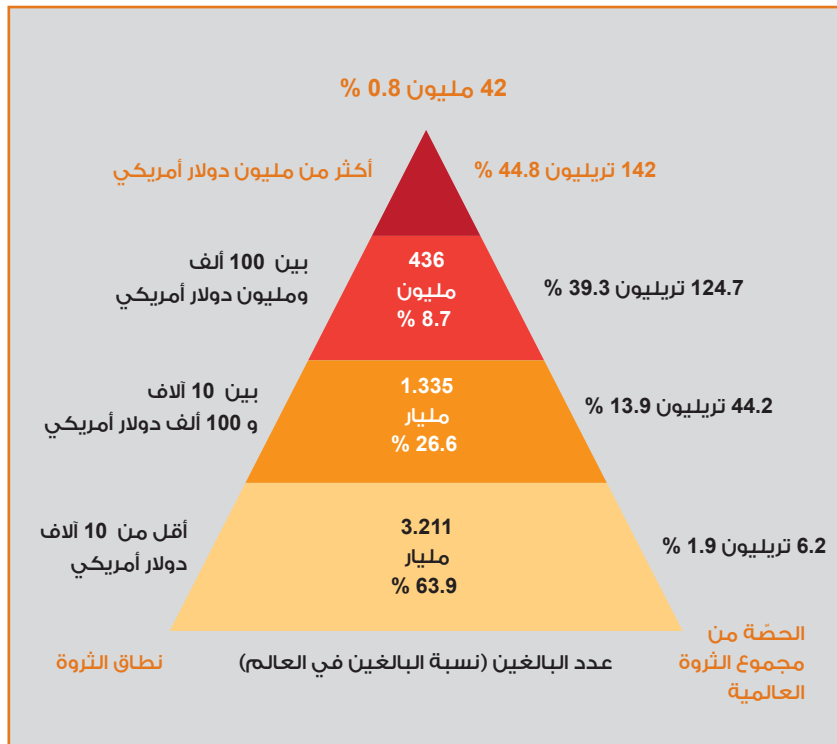 42 مليون 0.8 %
أكثر من مليون دولار أمريكي
142 تريليون 44.8 %
بين 100 ألف
ومليون دولار أمريكي
436
مليون
8.7 %
124.7 تريليون 39.3 %
بين 10 آلاف
و 100 ألف دولار أمريكي
1.335
مليار
26.6 %
44.2 تريليون 13.9 %
أقل من 10 آلاف
دولار أمريكي
3.211
مليار
63.9 %
6.2 تريليون 1.9 %
الحصّة من
مجموع الثروة
العالمية
عدد البالغين (نسبة البالغين في العالم)
نطاق الثروة